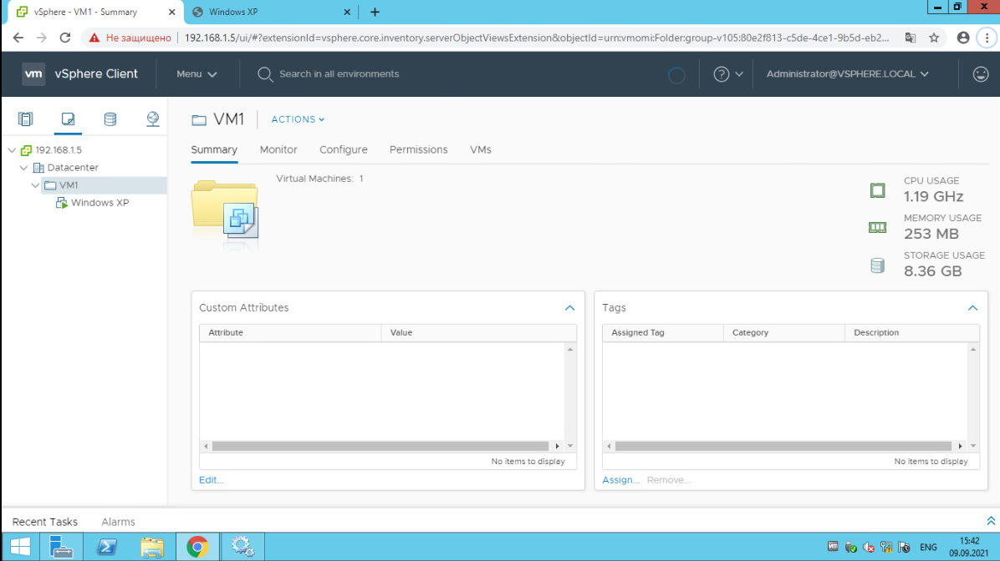 vSphere - VM1 - Summary
Windows XP
Не защищено
192.168.1.5/ui/#?extensionId=vsphere.core.inventory.serverObjectViewsExtension&objectId=urn:vmomi:Folder:group-v105:80e2f813-c5de-4ce1-9b5d-eb2...
vm vSphere Client
Menu
Search in all environments
Administrator@VSPHERE.LOCAL
192.168.1.5
Datacenter
VM1
Windows XP
VM1
ACTIONS
Summary Monitor Configure Permissions VMs
Virtual Machines: 1
CPU USAGE
1.19 GHz
MEMORY USAGE
253 MB
STORAGE USAGE
8.36 GB
Custom Attributes
Attribute Value
No items to display
Edit...
Tags
Assigned Tag Category Description
No items to display
Assign... Remove...
Recent Tasks Alarms
vm
ENG
15:42
09.09.2021